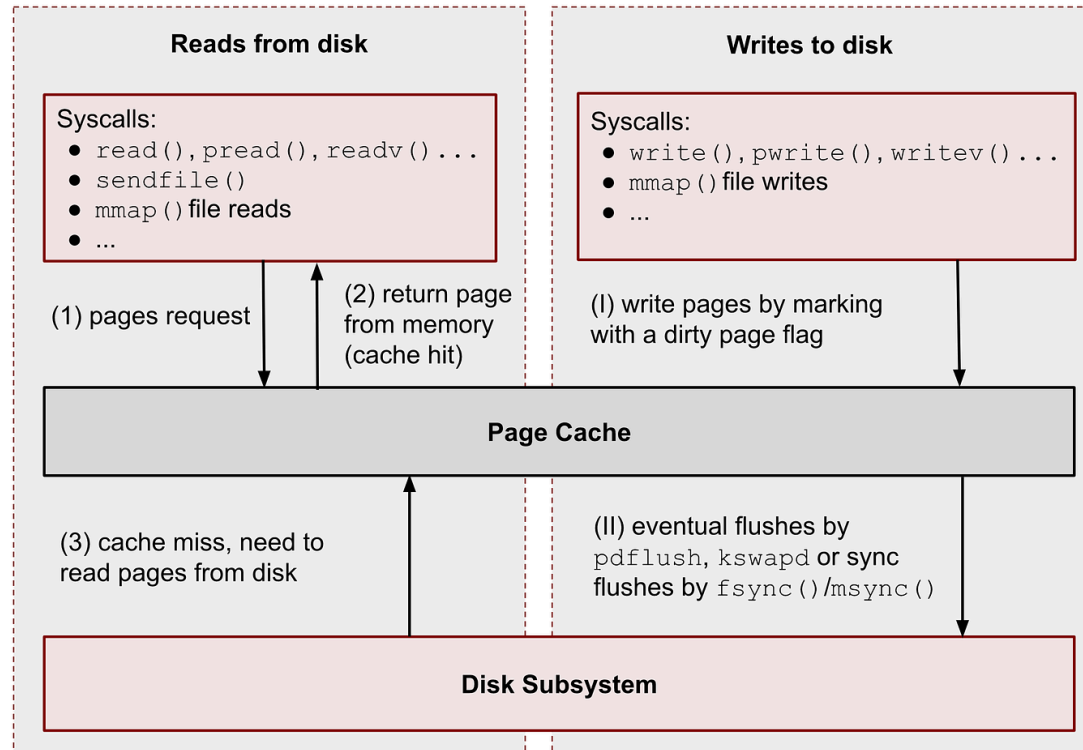 Reads from disk
Syscalls:
● read(), pread(), readv()...
● sendfile()
● mmap() file reads
● ...
(1) pages request
(2) return page
from memory
(cache hit)
Writes to disk
Syscalls:
● write(), pwrite(), writev()...
● mmap() file writes
● ...
(I) write pages by marking
with a dirty page flag
Page Cache
(3) cache miss, need to
read pages from disk
(II) eventual flushes by
pdflush, kswapd or sync
flushes by fsync()/msync()
Disk Subsystem